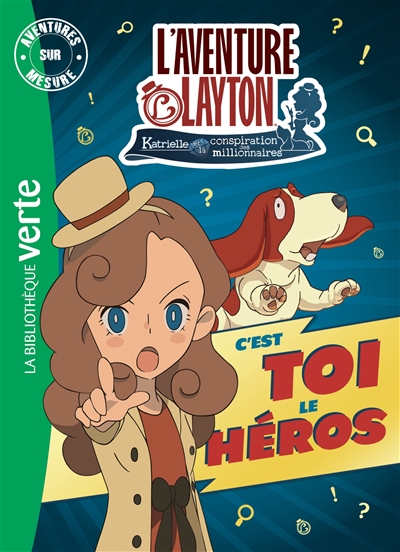 AVENTURES
SUR
MESURE
L'AVENTURE
LAYTON
Katrielle et la conspiration
des millionnaires
LA BIBLIOTHÈQUE verte
C'EST
TOI
LE
HÉROS